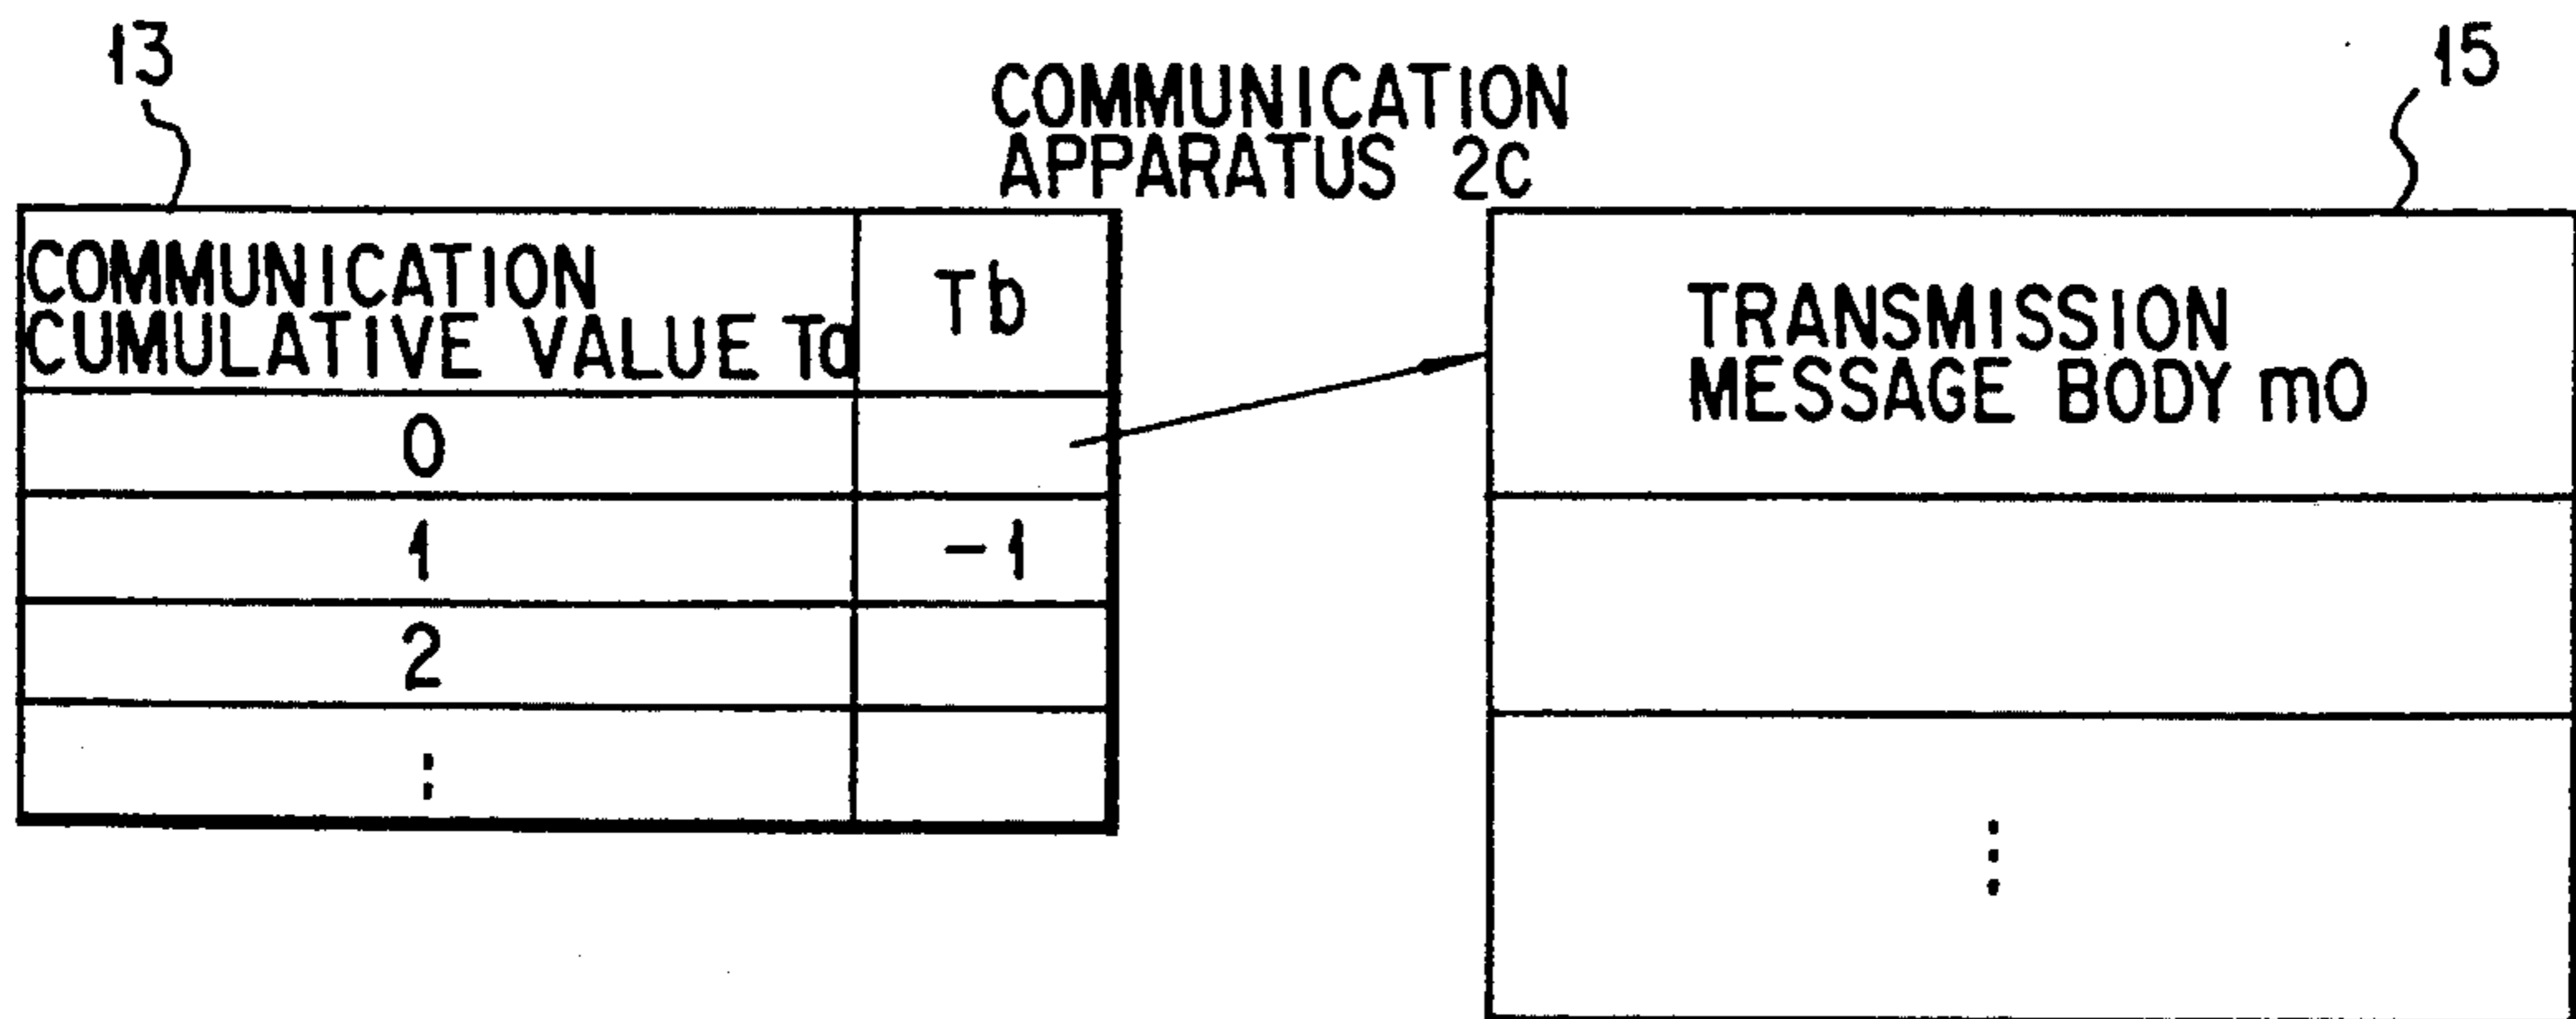 13
15
COMMUNICATION
APPARATUS 2C
COMMUNICATION
CUMULATIVE VALUE Ta
Tb
TRANSMISSION
MESSAGE BODY m0
0
1
-1
2
:
⋮